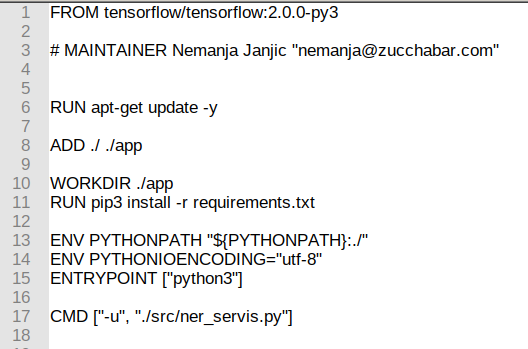 1 FROM tensorflow/tensorflow:2.0.0-py3
2
3 # MAINTAINER Nemanja Janjic "nemanja@zucchabar.com"
4
5
6 RUN apt-get update -y
7
8 ADD ./ ./app
9
10 WORKDIR ./app
11 RUN pip3 install -r requirements.txt
12
13 ENV PYTHONPATH "${PYTHONPATH}:./"
14 ENV PYTHONIOENCODING="utf-8"
15 ENTRYPOINT ["python3"]
16
17 CMD ["-u", "./src/ner_servis.py"]
18